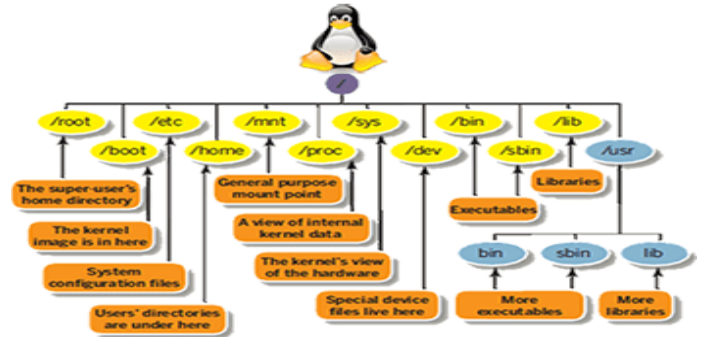 /
/root
/etc
/mnt
/sys
/bin
/lib
/boot
/home
/proc
/dev
/sbin
/usr
The super-user's
home directory
General purpose
mount point
Libraries
Executables
The kernel
image is in here
A view of internal
kernel data
The kernel's view
of the hardware
System
configuration files
bin
sbin
lib
Users' directories
are under here
Special device
files live here
More
executables
More
libraries